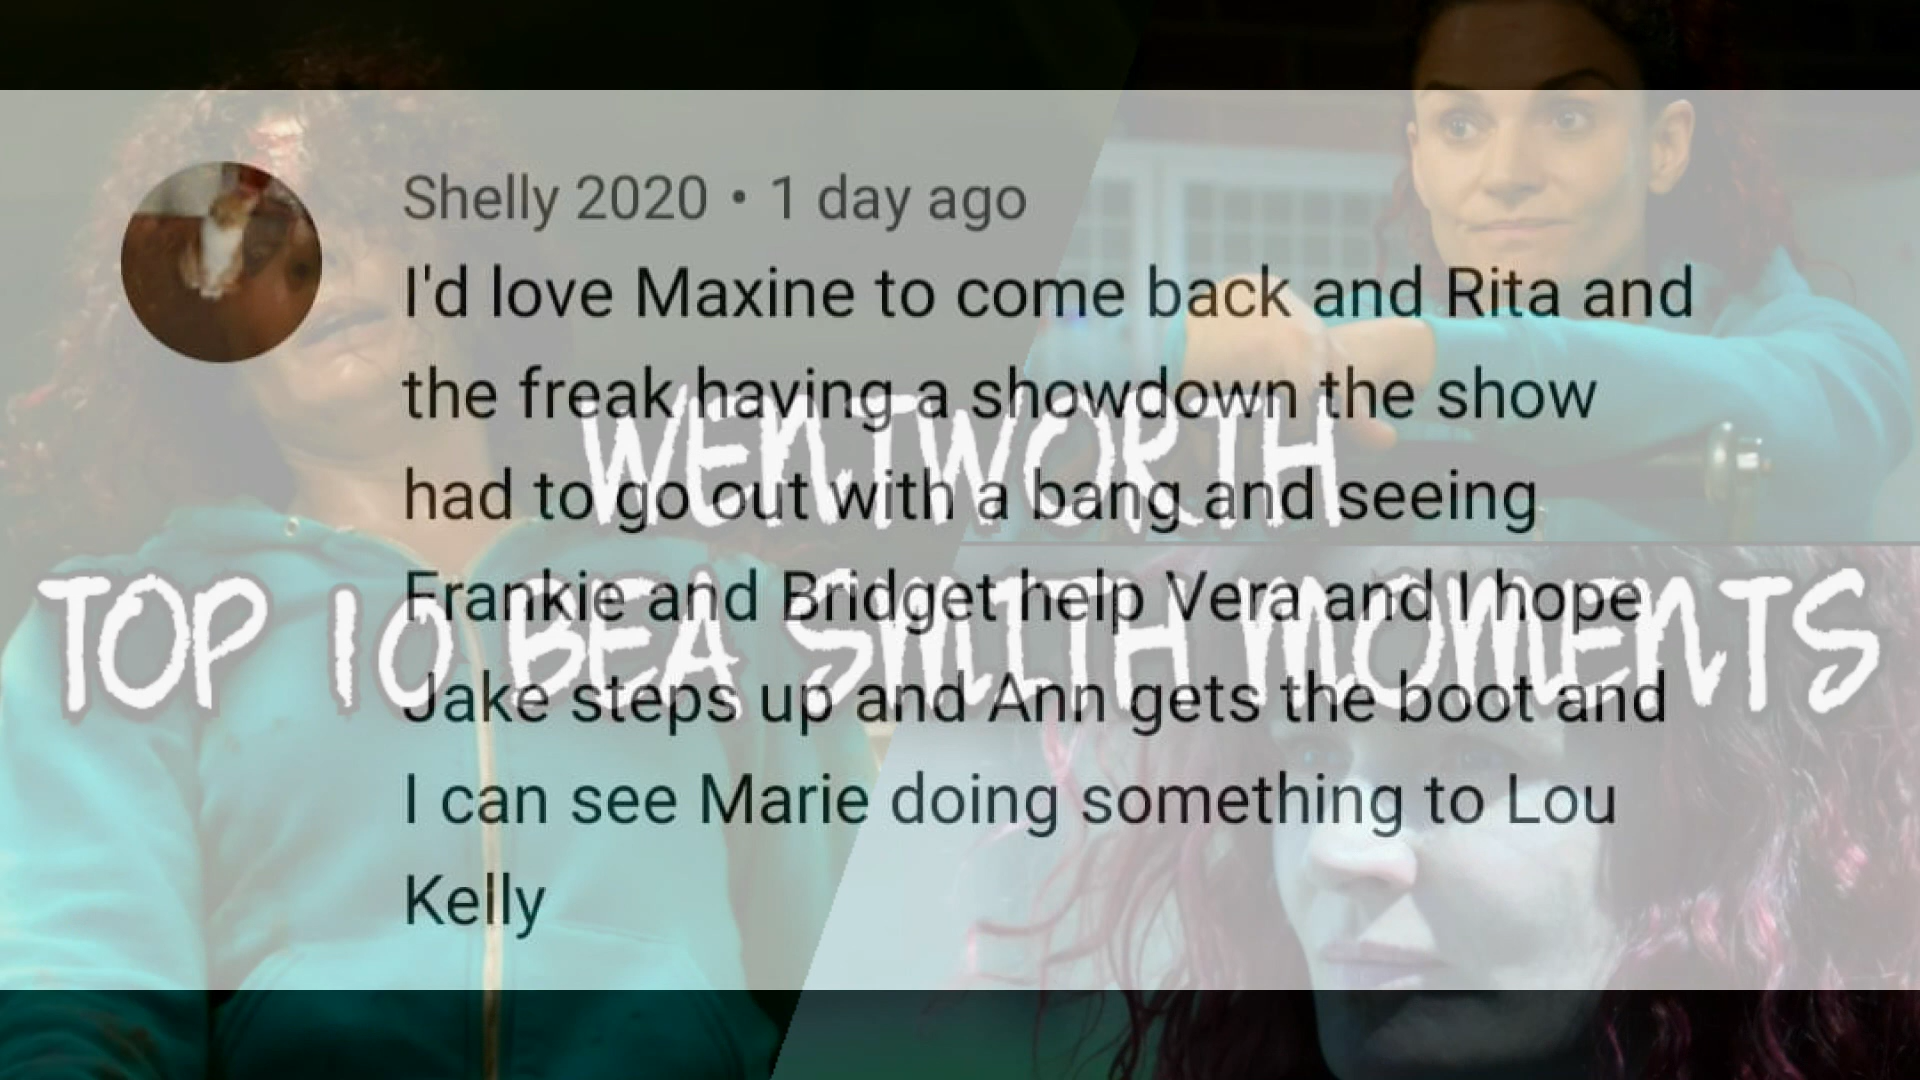 Shelly 2020 • 1 day ago
I'd love Maxine to come back and Rita and
the freak having a showdown the show
had to go out with a bang and seeing
Frankie and Bridget help Vera and I hope
Jake steps up and Ann gets the boot and
I can see Marie doing something to Lou
Kelly
WENTWORTH
TOP 10 BEA SMITH MOMENTS